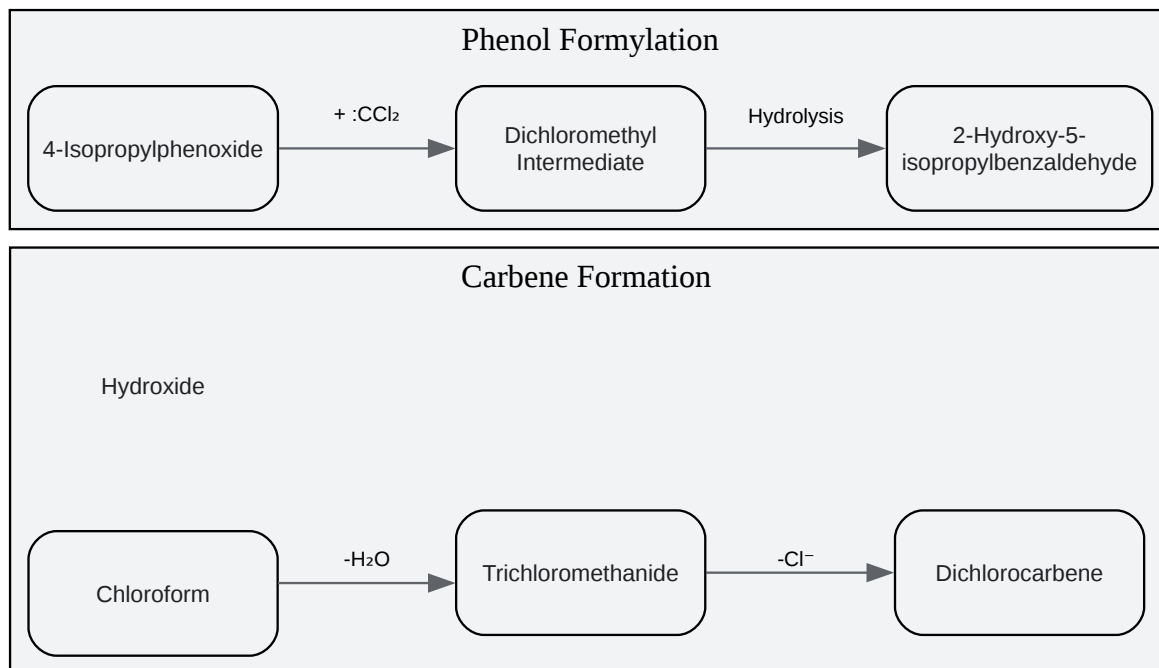 Phenol Formylation
4-Isopropylphenoxide
+ :CCl₂
Dichloromethyl
Intermediate
Hydrolysis
2-Hydroxy-5-
isopropylbenzaldehyde
Carbene Formation
Hydroxide
Chloroform
-H₂O
Trichloromethanide
-Cl⁻
Dichlorocarbene